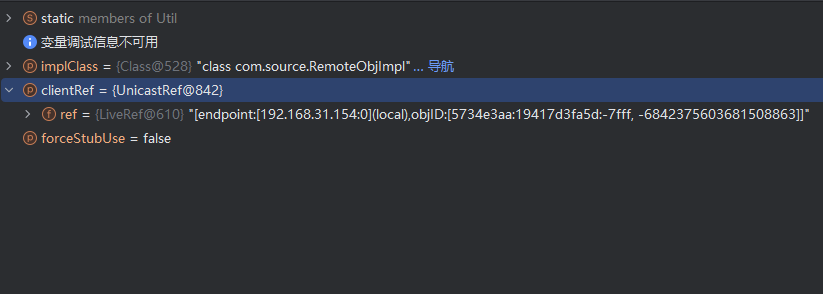 static members of Util
变量调试信息不可用
implClass = {Class@528} "class com.source.RemoteObjImpl" ... 导航
clientRef = {UnicastRef@842}
ref = {LiveRef@610} "[endpoint:[192.168.31.154:0](local),objID:[5734e3aa:19417d3fa5d:-7fff, -6842375603681508863]]"
forceStubUse = false